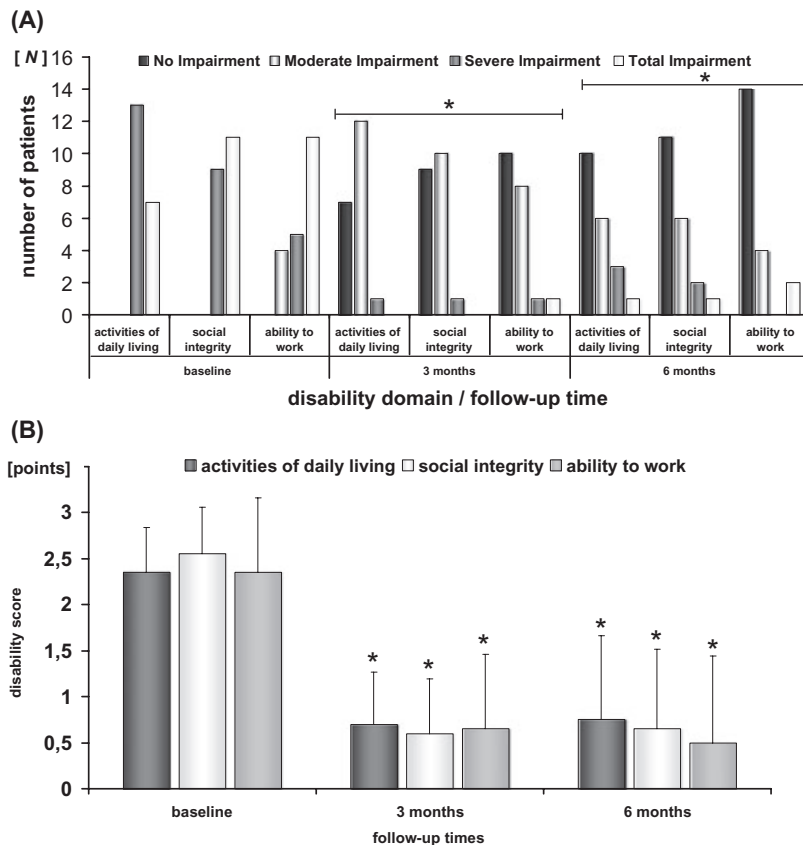 (A)
[ N ]
No Impairment Moderate Impairment Severe Impairment Total Impairment
16
14
12
10
8
6
4
2
0
number of patients
*
*
activities of daily living
social integrity
ability to work
activities of daily living
social integrity
ability to work
activities of daily living
social integrity
ability to work
baseline 3 months 6 months
disability domain / follow-up time
(B)
[points]
activities of daily living social integrity ability to work
3
2,5
2
1,5
1
0,5
0
disability score
* * * * * *
baseline 3 months 6 months
follow-up times